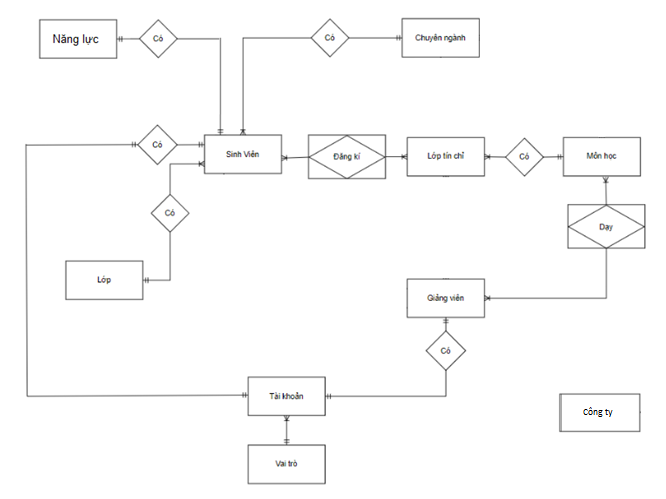 Năng lực
Có
Có
Chuyên ngành
Có
Sinh Viên
Đăng kí
Lớp tín chỉ
Có
Môn học
Có
Dạy
Lớp
Giảng viên
Có
Tài khoản
Công ty
Vai trò